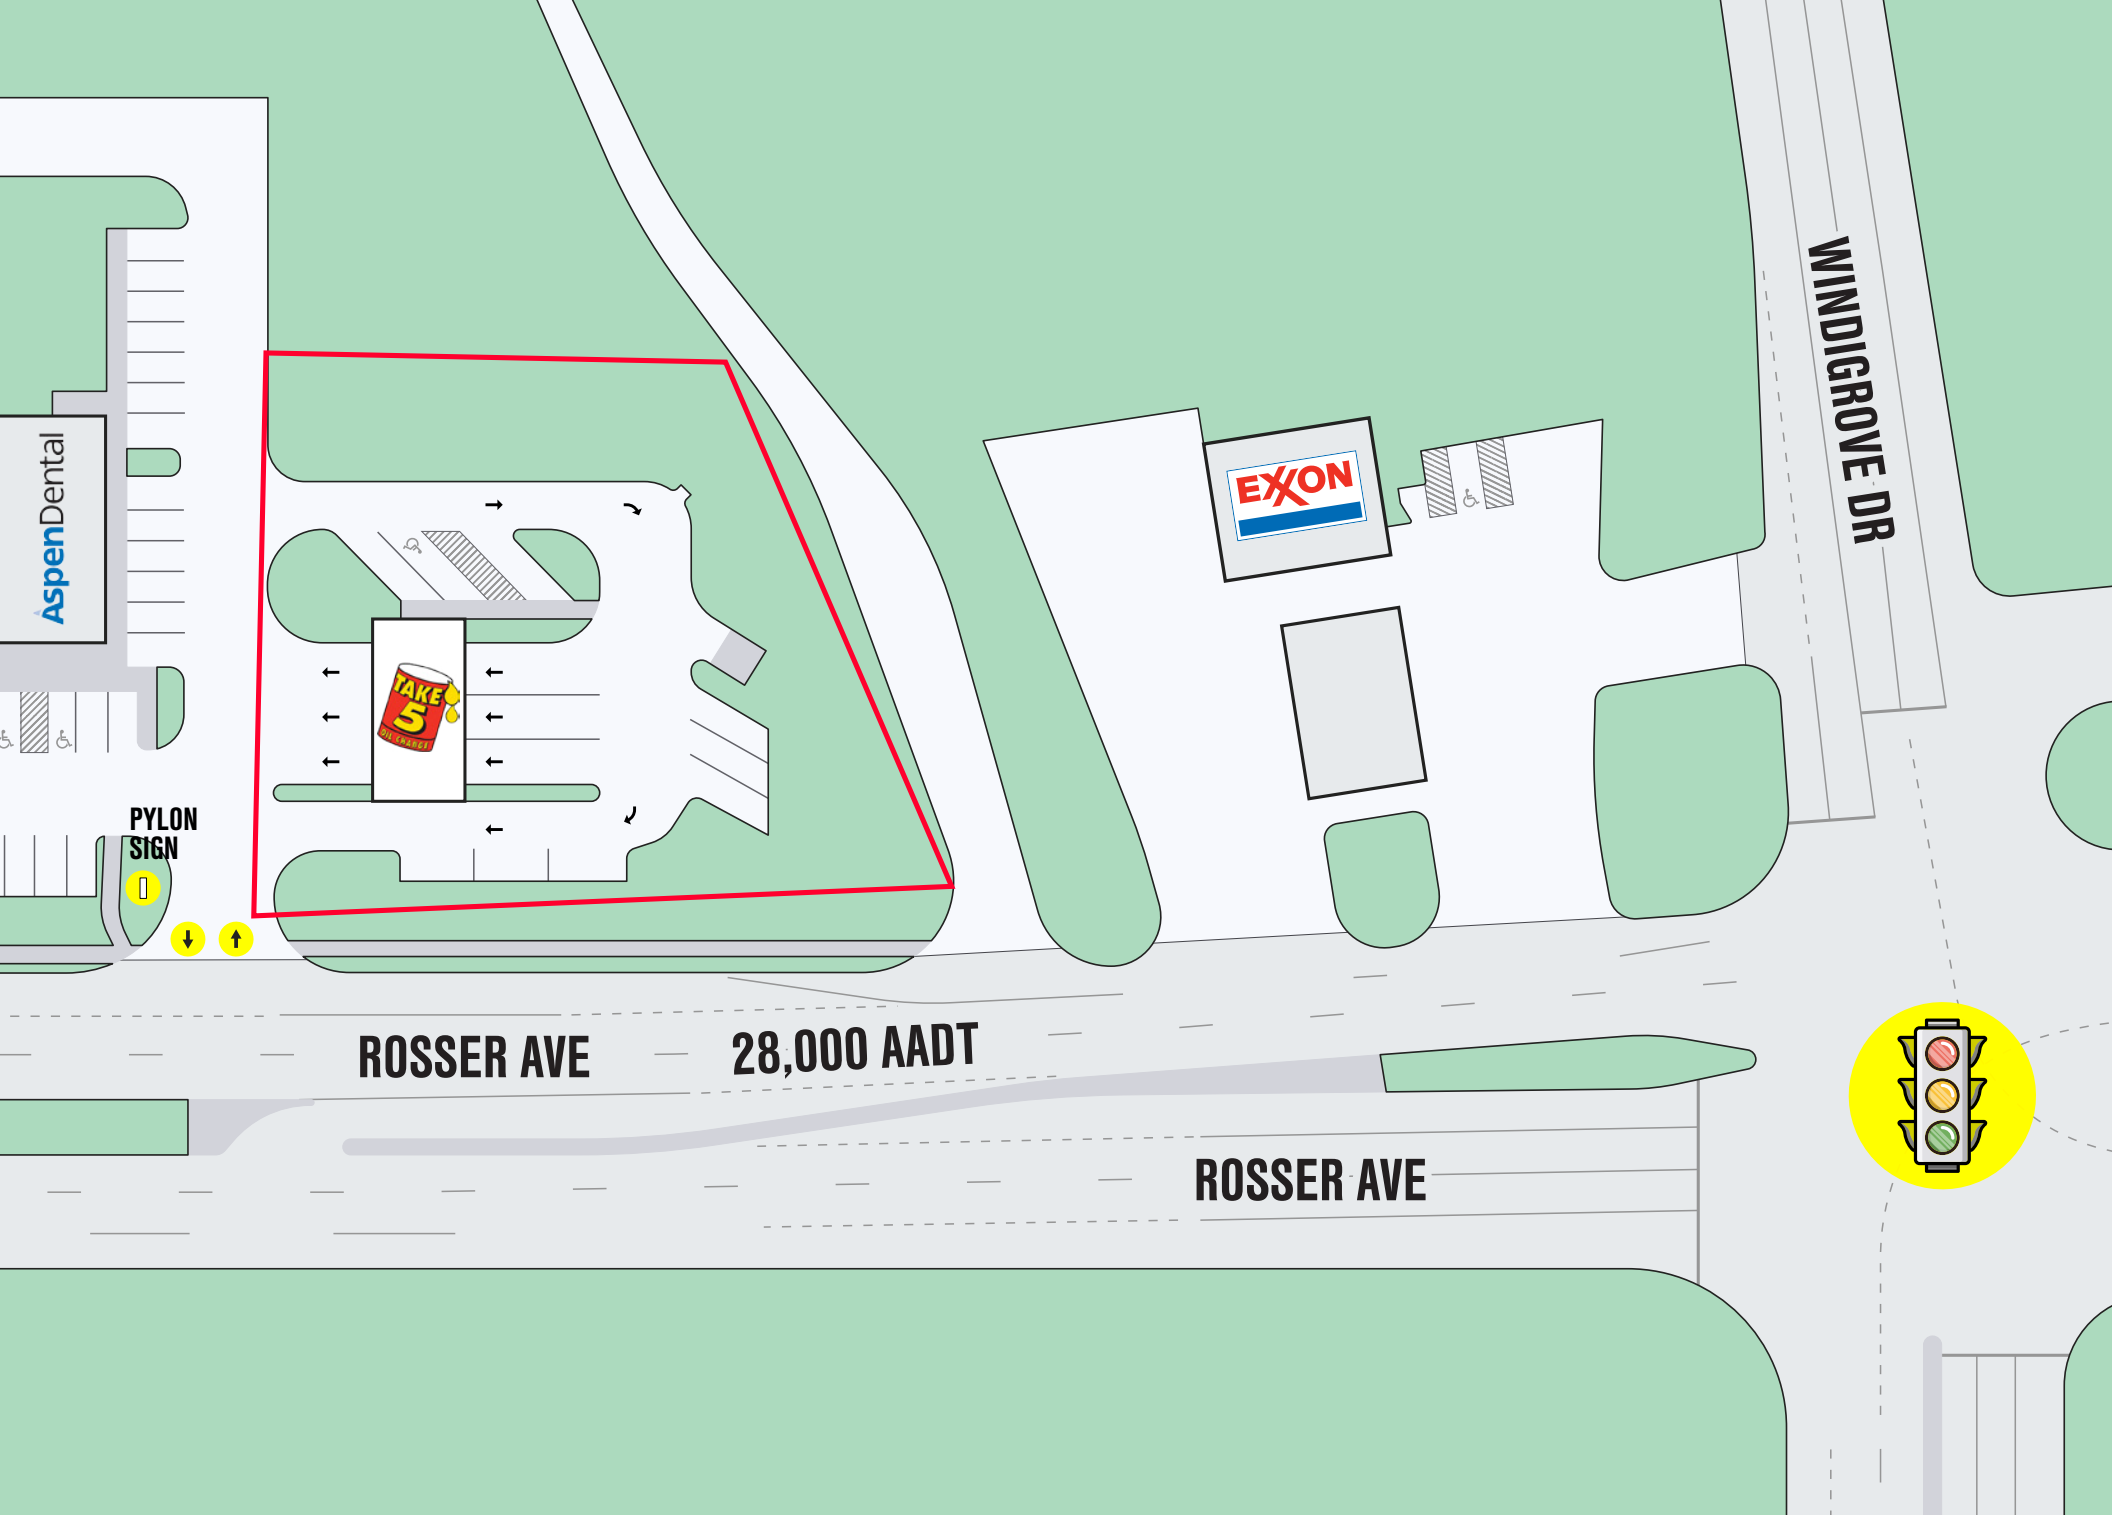 WINDIGROVE DR
EXXON
AspenDental
TAKE
5
OIL CHANGE
PYLON
SIGN
ROSSER AVE
28,000 AADT
ROSSER AVE